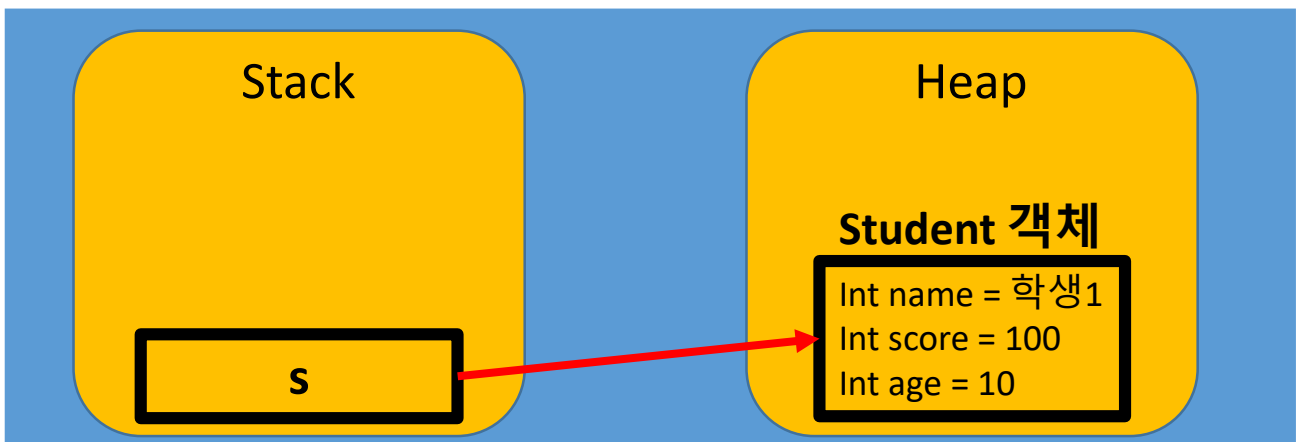 Stack
Heap
Student 객체
Int name = 학생1
Int score = 100
Int age = 10
s